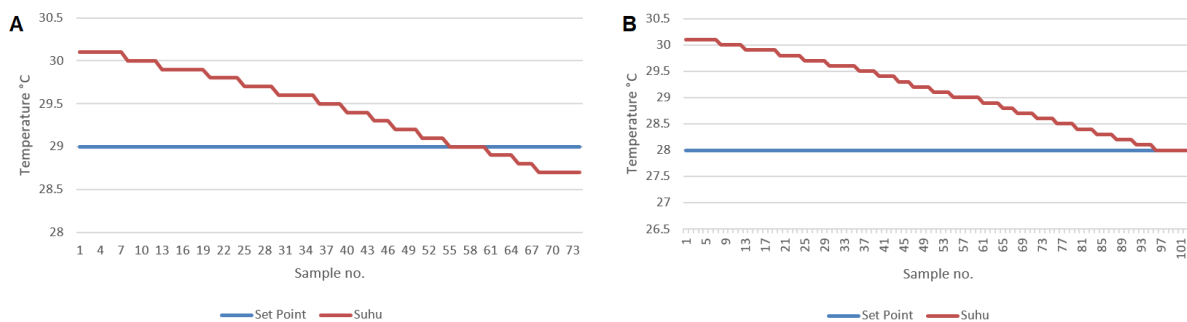 A
30.5
30
29.5
29
28.5
28
Temperature °C
1 4 7 10 13 16 19 22 25 28 31 34 37 40 43 46 49 52 55 58 61 64 67 70 73
Sample no.
Set Point Suhu
B
30.5
30
29.5
29
28.5
28
27.5
27
26.5
Temperature °C
1 5 9 13 17 21 25 29 33 37 41 45 49 53 57 61 65 69 73 77 81 85 89 93 97 101
Sample no.
Set Point Suhu